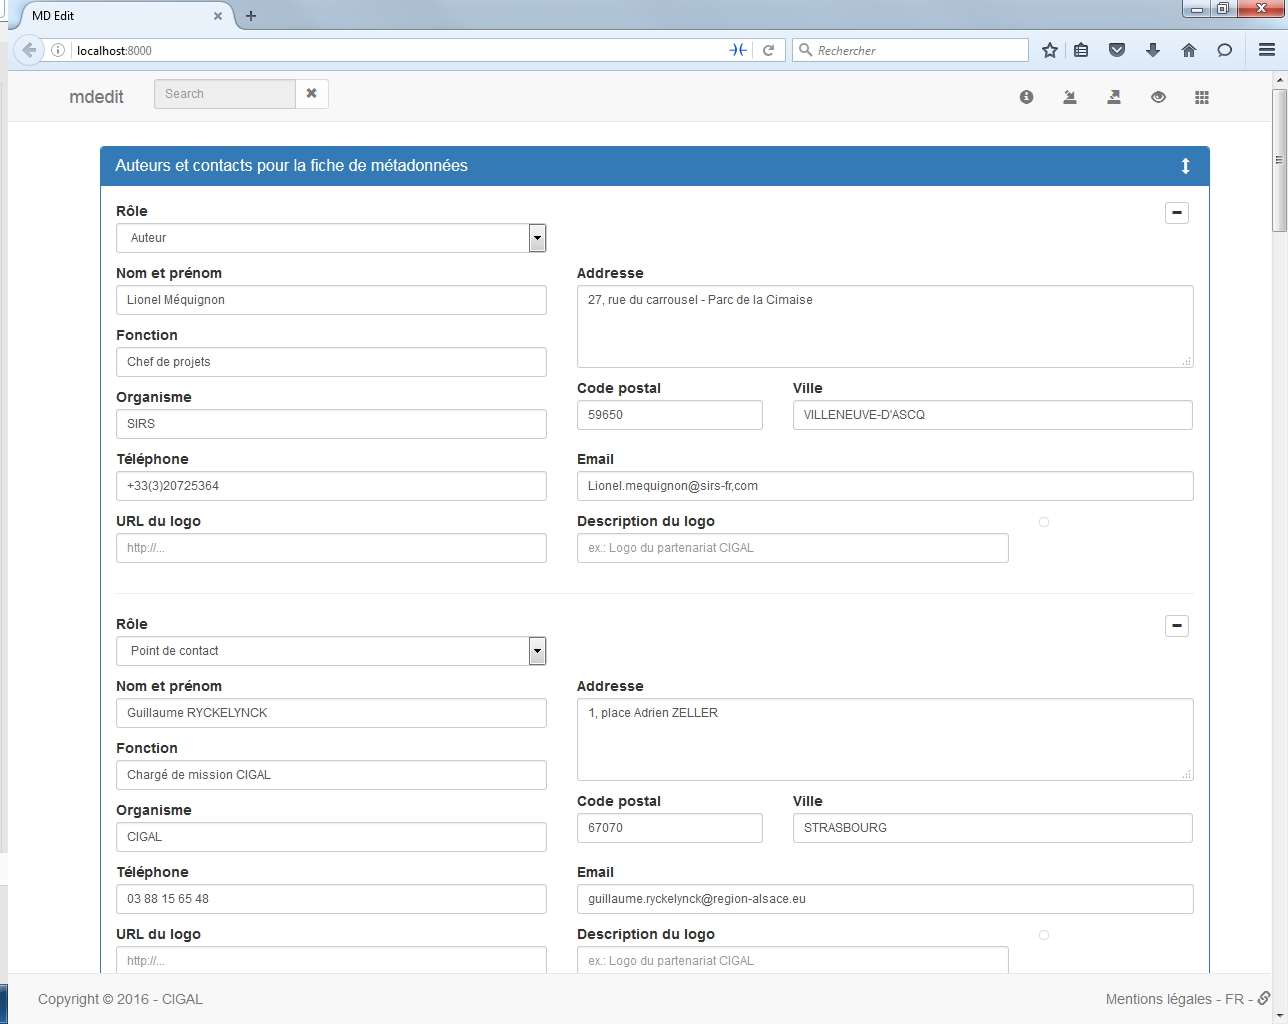 MD Edit
localhost:8000
Rechercher
mdedit
Search
Auteurs et contacts pour la fiche de métadonnées
Rôle
Auteur
Nom et prénom
Addresse
Lionel Méquignon
27, rue du carrousel - Parc de la Cimaise
Fonction
Chef de projets
Organisme
Code postal
Ville
SIRS
59650
VILLENEUVE-D'ASCQ
Téléphone
Email
+33(3)20725364
Lionel.mequignon@sirs-fr,com
URL du logo
Description du logo
http://...
ex.: Logo du partenariat CIGAL
Rôle
Point de contact
Nom et prénom
Addresse
Guillaume RYCKELYNCK
1, place Adrien ZELLER
Fonction
Chargé de mission CIGAL
Organisme
Code postal
Ville
CIGAL
67070
STRASBOURG
Téléphone
Email
03 88 15 65 48
guillaume.ryckelynck@region-alsace.eu
URL du logo
Description du logo
http://...
ex.: Logo du partenariat CIGAL
Copyright © 2016 - CIGAL
Mentions légales - FR -